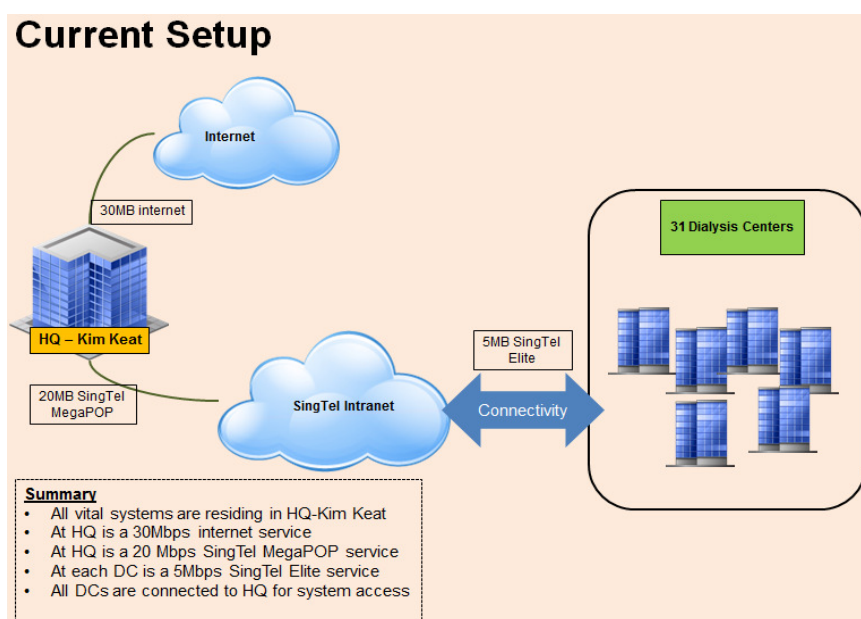 Current Setup
Internet
30MB internet
31 Dialysis Centers
HQ – Kim Keat
5MB SingTel
Elite
20MB SingTel
MegaPOP
SingTel Intranet
Connectivity
Summary
• All vital systems are residing in HQ-Kim Keat
• At HQ is a 30Mbps internet service
• At HQ is a 20 Mbps SingTel MegaPOP service
• At each DC is a 5Mbps SingTel Elite service
• All DCs are connected to HQ for system access